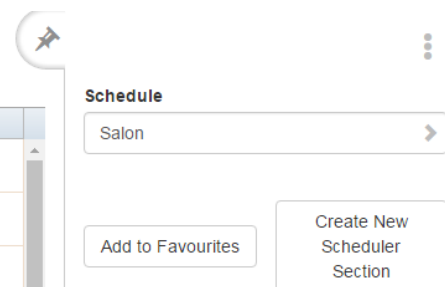 Schedule
Salon
Add to Favourites
Create New
Scheduler
Section